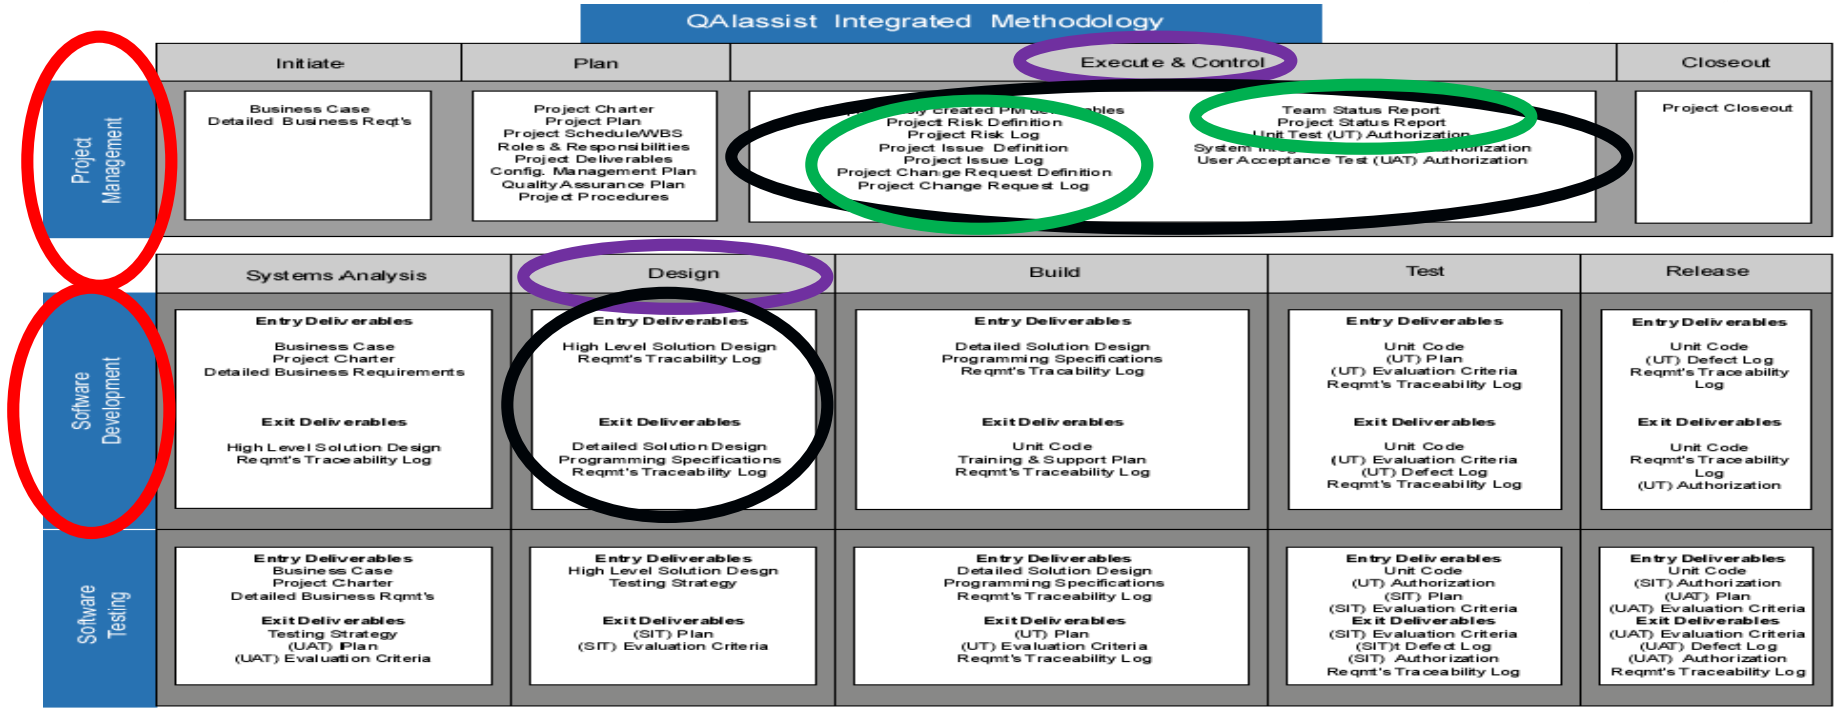 QAIassist Integrated Methodology
Initiate
Plan
Execute & Control
Closeout
Project
Management
Business Case
Detailed Business Reqt's
Project Charter
Project Plan
Project Schedule/WBS
Roles & Responsibilities
Project Deliverables
Config. Management Plan
Quality Assurance Plan
Project Procedures
Created PM
Project Risk Definition
Project Risk Log
Project Issue Definition
Project Issue Log
Project Change Request Definition
Project Change Request Log
Team Status Report
Project Status Report
Unit Test (UT) Authorization
System
User Acceptance Test (UAT) Authorization
Project Closeout
Systems Analysis
Design
Build
Test
Release
Software
Development
Entry Deliverables
Business Case
Project Charter
Detailed Business Requirements
Exit Deliverables
High Level Solution Design
Reqmt's Traceability Log
Entry Deliverables
High Level Solution Design
Reqmt's Tracability Log
Exit Deliverables
Detailed Solution Design
Programming Specifications
Reqmt's Traceability Log
Entry Deliverables
Detailed Solution Design
Programming Specifications
Reqmt's Tracability Log
Exit Deliverables
Unit Code
Training & Support Plan
Reqmt's Traceability Log
Entry Deliverables
Unit Code
(UT) Plan
(UT) Evaluation Criteria
Reqmt's Traceability Log
Exit Deliverables
Unit Code
(UT) Evaluation Criteria
(UT) Defect Log
Reqmt's Traceability Log
Entry Deliverables
Unit Code
(UT) Defect Log
Reqmt's Traceability
Log
Exit Deliverables
Unit Code
Reqmt's Traceability
Log
(UT) Authorization
Software
Testing
Entry Deliverables
Business Case
Project Charter
Detailed Business Rqmt's
Exit Deliverables
Testing Strategy
(UAT) Plan
(UAT) Evaluation Criteria
Entry Deliverables
High Level Solution Desgn
Testing Strategy
Exit Deliverables
(SIT) Plan
(SIT) Evaluation Criteria
Entry Deliverables
Detailed Solution Design
Programming Specifications
Reqmt's Traceability Log
Exit Deliverables
(UT) Plan
(UT) Evaluation Criteria
Reqmt's Traceability Log
Entry Deliverables
Unit Code
(UT) Authorization
(SIT) Plan
(SIT) Evaluation Criteria
Exit Deliverables
(SIT) Evaluation Criteria
(SIT)t Defect Log
(SIT) Authorization
Reqmt's Traceability Log
Entry Deliverables
Unit Code
(SIT) Authorization
(UAT) Plan
(UAT) Evaluation Criteria
Exit Deliverables
(UAT) Evaluation Criteria
(UAT) Defect Log
(UAT) Authorization
Reqmt's Traceability Log